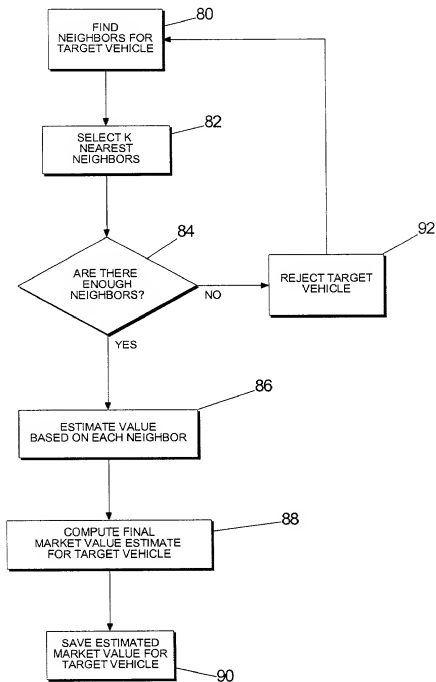 FIND
NEIGHBORS FOR
TARGET VEHICLE
80
SELECT K
NEAREST
NEIGHBORS
82
ARE THERE
ENOUGH
NEIGHBORS?
84
NO
REJECT TARGET
VEHICLE
92
YES
ESTIMATE VALUE
BASED ON EACH NEIGHBOR
86
COMPUTE FINAL
MARKET VALUE ESTIMATE
FOR TARGET VEHICLE
88
SAVE ESTIMATED
MARKET VALUE FOR
TARGET VEHICLE
90